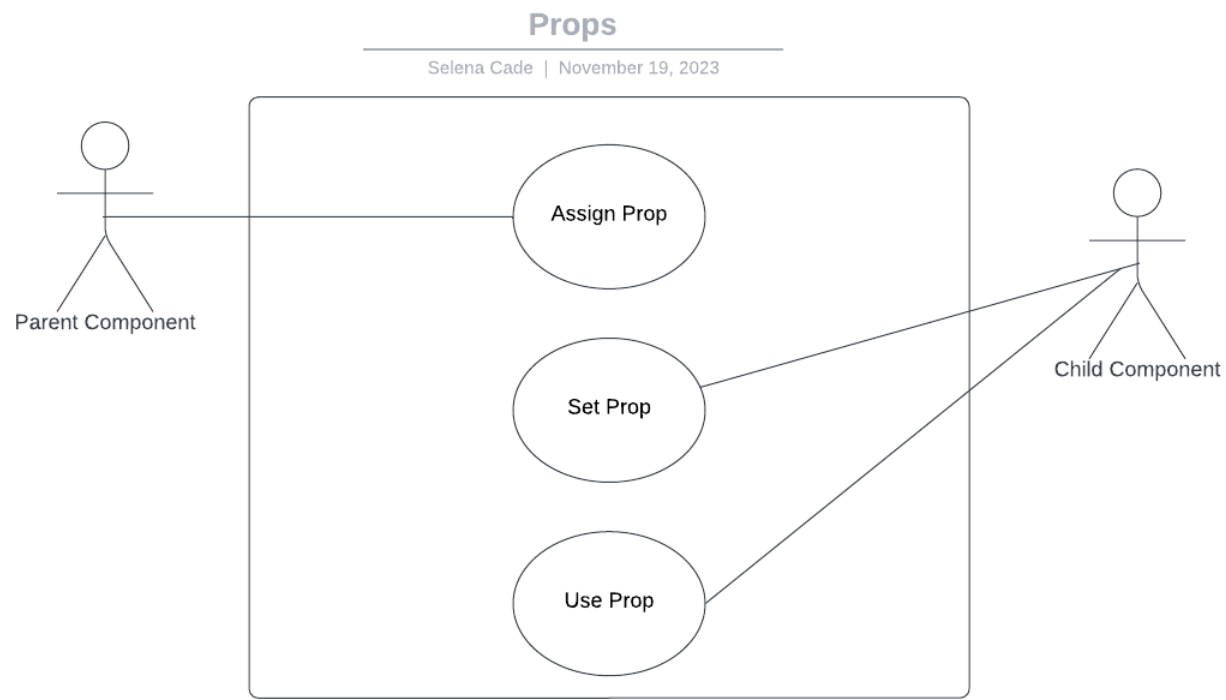 Props
Selena Cade | November 19, 2023
Assign Prop
Parent Component
Child Component
Set Prop
Use Prop